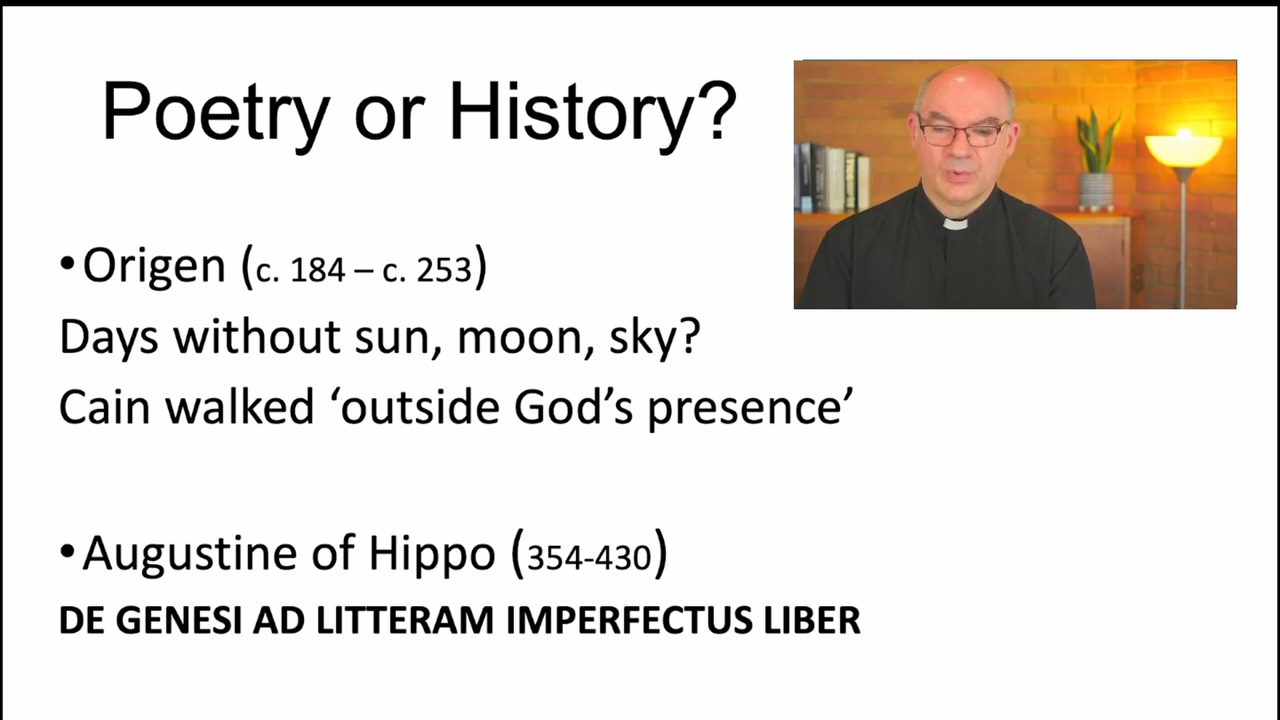 Poetry or History?
•Origen (c. 184 – c. 253)
Days without sun, moon, sky?
Cain walked ‘outside God’s presence’
•Augustine of Hippo (354-430)
DE GENESI AD LITTERAM IMPERFECTUS LIBER